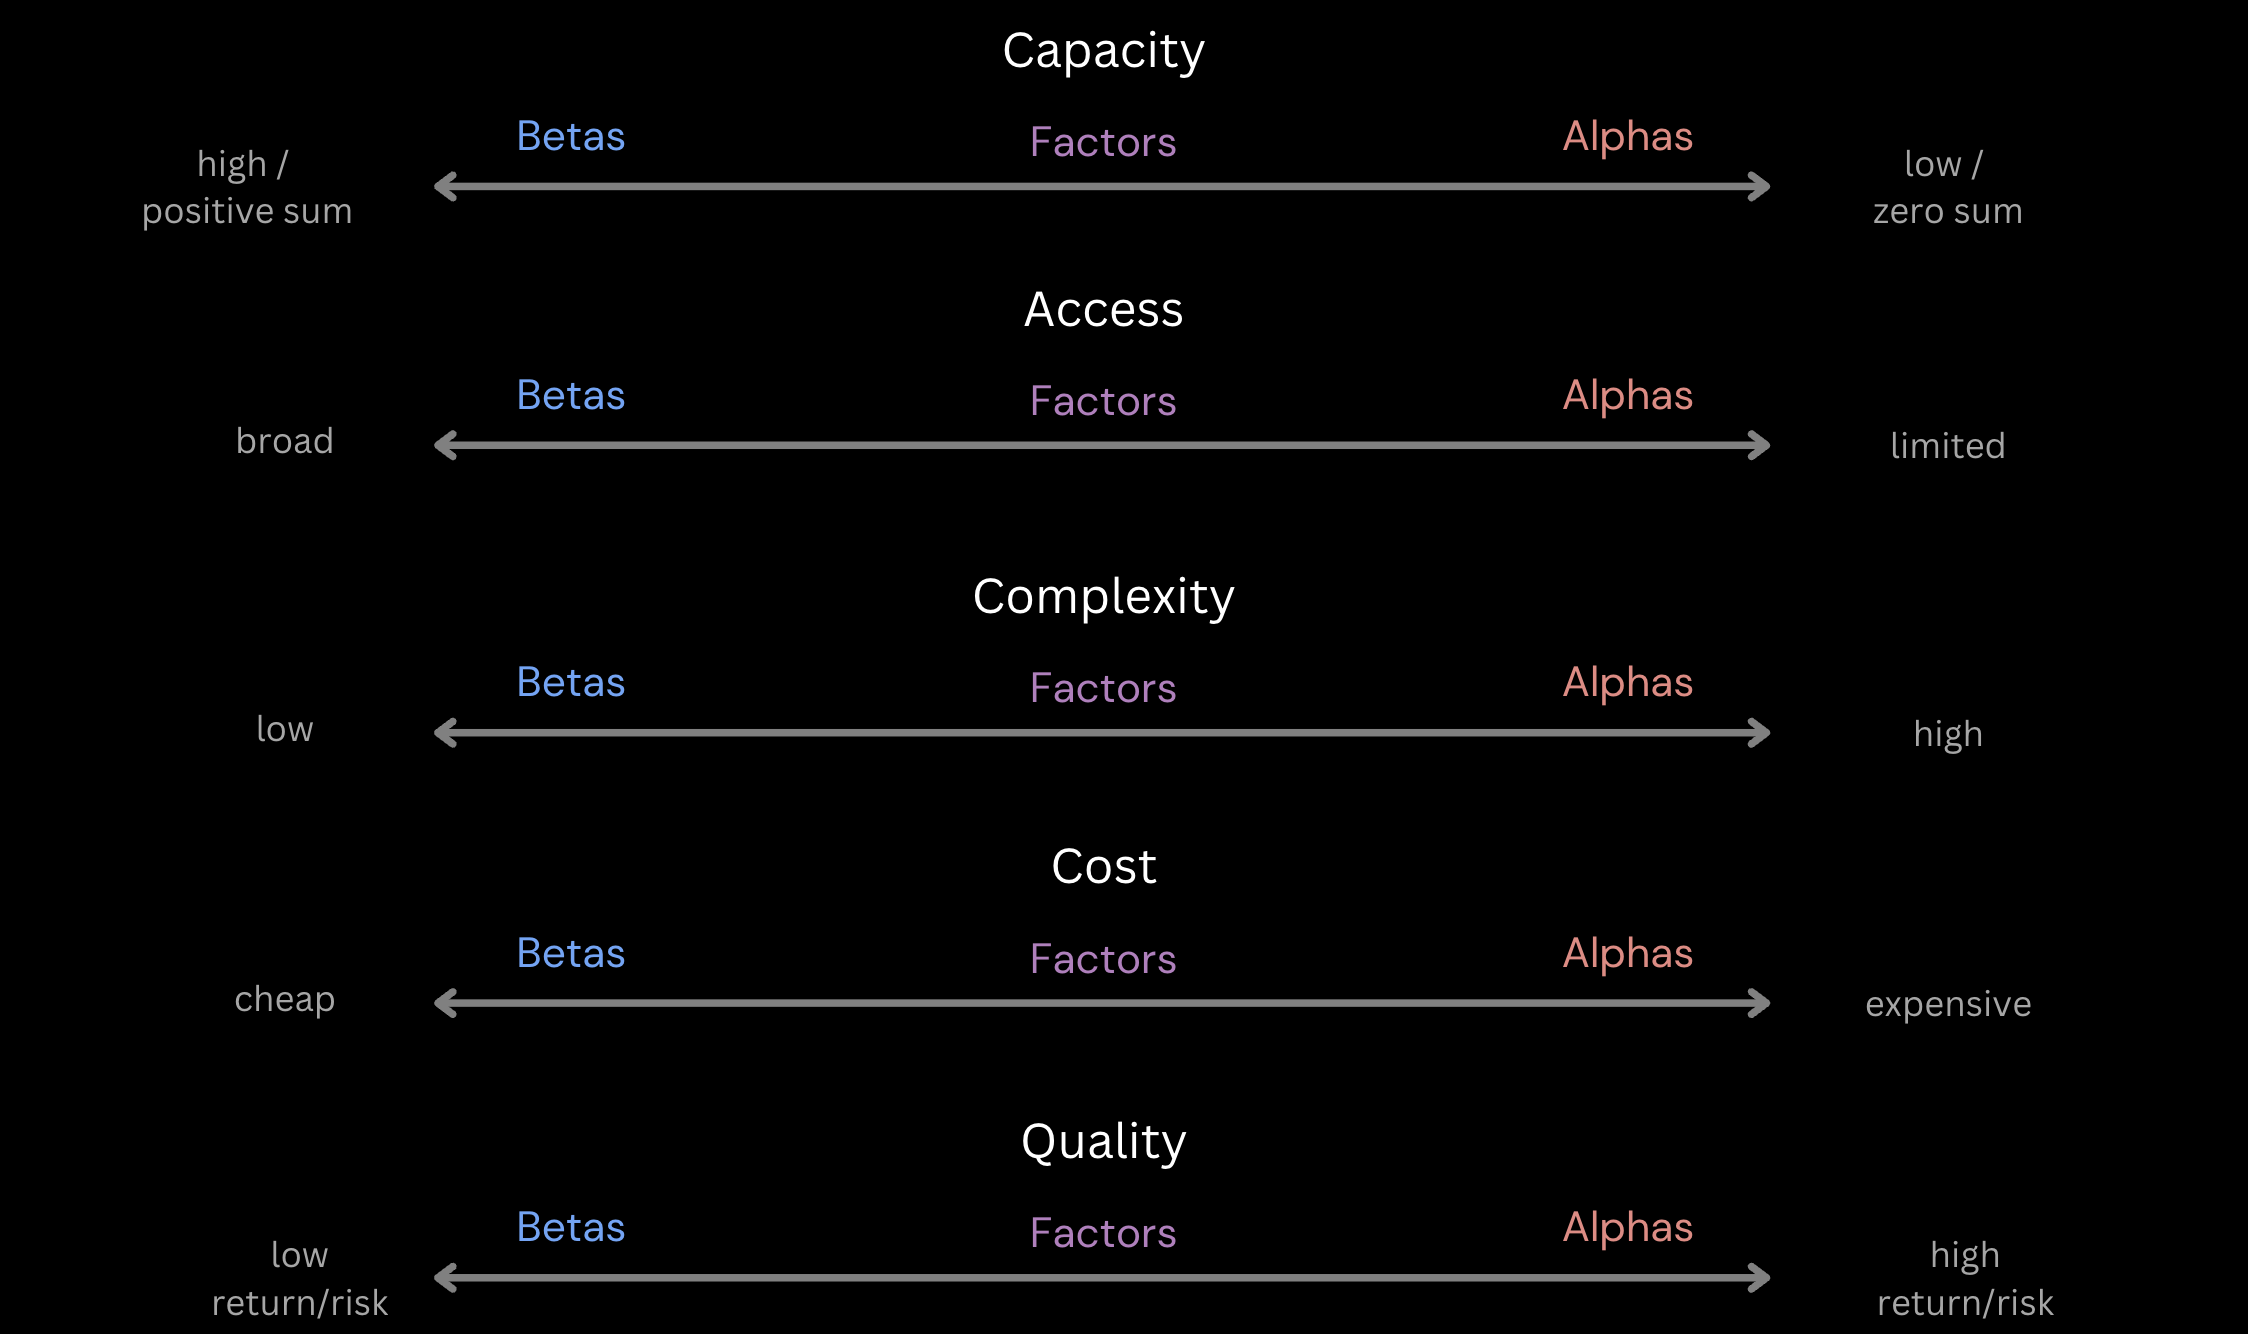 Capacity
Betas
Factors
Alphas
high /
positive sum
low /
zero sum
Access
Betas
Factors
Alphas
broad
limited
Complexity
Betas
Factors
Alphas
low
high
Cost
Betas
Factors
Alphas
cheap
expensive
Quality
Betas
Factors
Alphas
low
return/risk
high
return/risk